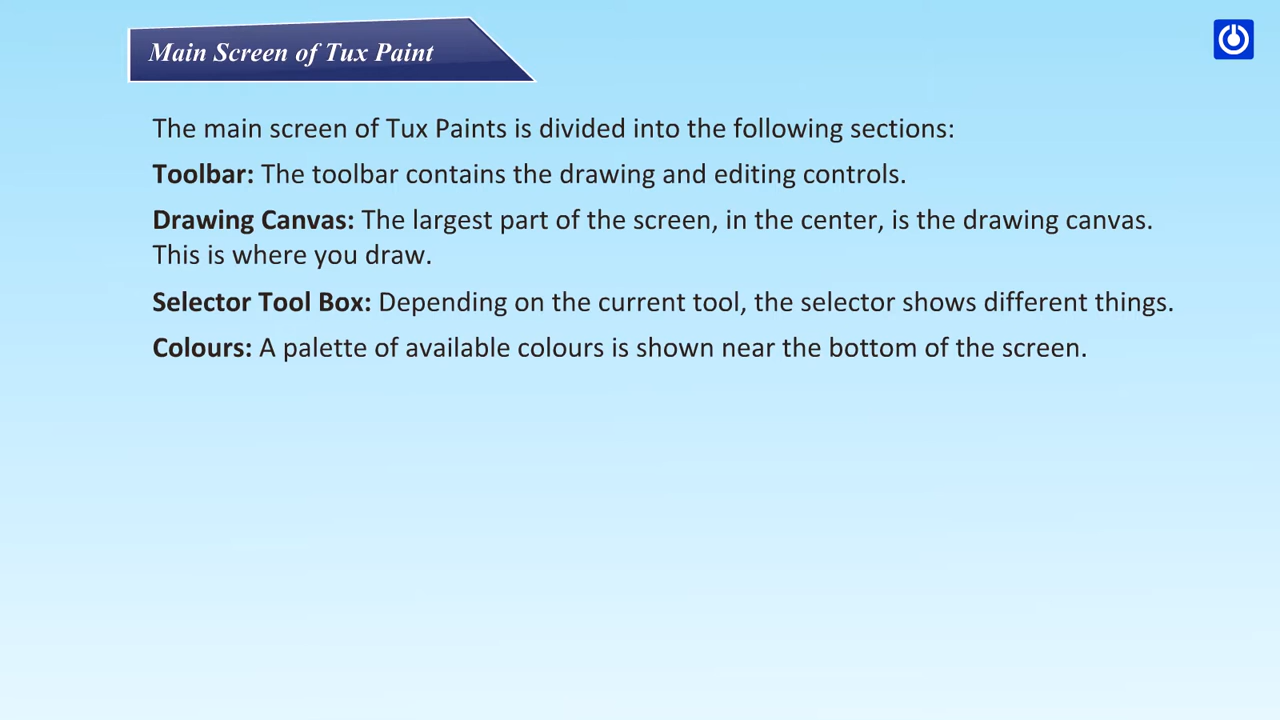 Main Screen of Tux Paint
The main screen of Tux Paints is divided into the following sections:
Toolbar: The toolbar contains the drawing and editing controls.
Drawing Canvas: The largest part of the screen, in the center, is the drawing canvas.
This is where you draw.
Selector Tool Box: Depending on the current tool, the selector shows different things.
Colours: A palette of available colours is shown near the bottom of the screen.